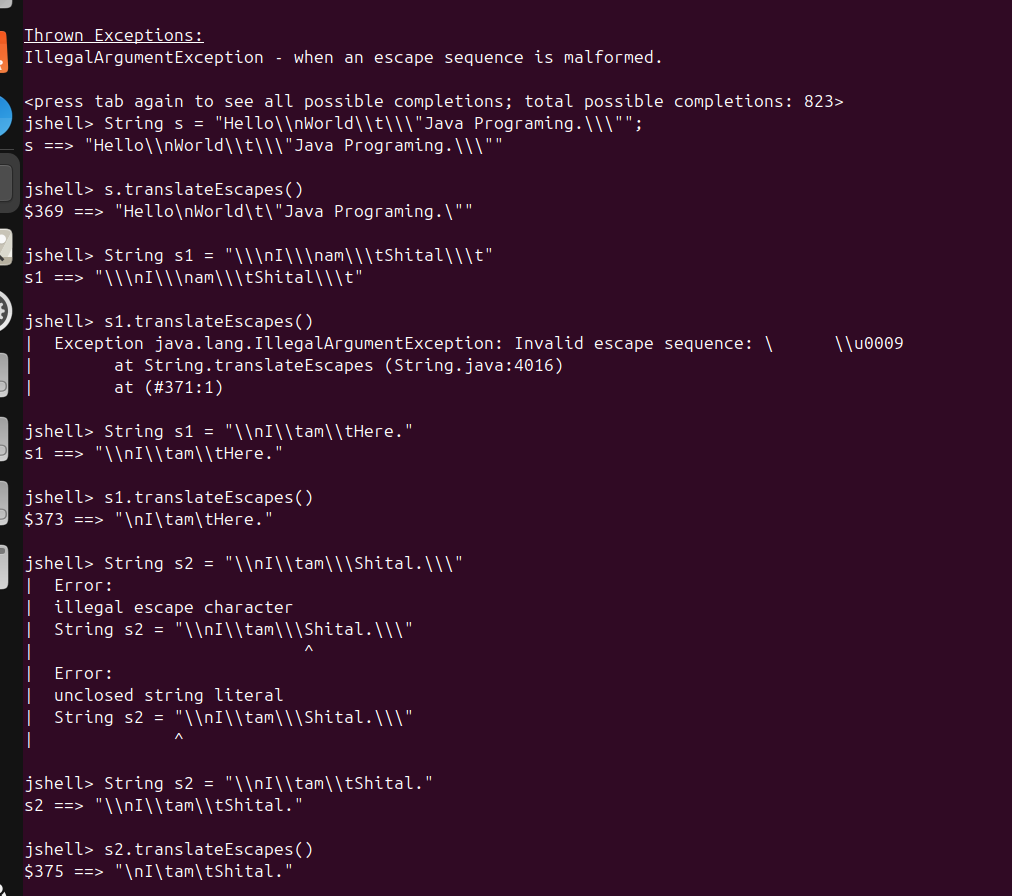 Thrown Exceptions:
IllegalArgumentException - when an escape sequence is malformed.
<press tab again to see all possible completions; total possible completions: 823>
jshell> String s = "Hello\\nWorld\\t\\\"Java Programing.\\\"";
s ==> "Hello\\nWorld\\t\\\"Java Programing.\\\""
jshell> s.translateEscapes()
$369 ==> "Hello\nWorld\t\"Java Programing.\""
jshell> String s1 = "\\\nI\\\nam\\\tShital\\\t"
s1 ==> "\\\nI\\\nam\\\tShital\\\t"
jshell> s1.translateEscapes()
|  Exception java.lang.IllegalArgumentException: Invalid escape sequence: \      \\u0009
|        at String.translateEscapes (String.java:4016)
|        at (#371:1)
jshell> String s1 = "\\nI\\tam\\tHere."
s1 ==> "\\nI\\tam\\tHere."
jshell> s1.translateEscapes()
$373 ==> "\nI\tam\tHere."
jshell> String s2 = "\\nI\\tam\\\Shital.\\\"
|  Error:
|  illegal escape character
|  String s2 = "\\nI\\tam\\\Shital.\\\"
|                           ^
|  Error:
|  unclosed string literal
|  String s2 = "\\nI\\tam\\\Shital.\\\"
|              ^
jshell> String s2 = "\\nI\\tam\\tShital."
s2 ==> "\\nI\\tam\\tShital."
jshell> s2.translateEscapes()
$375 ==> "\nI\tam\tShital."